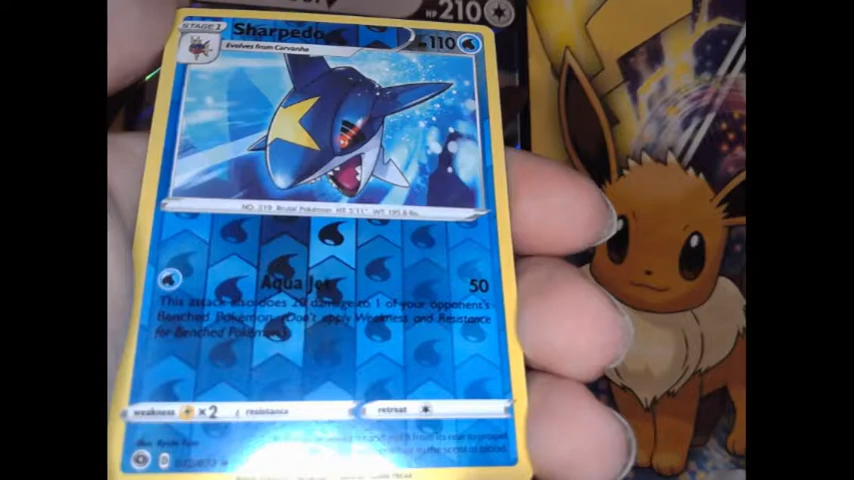 HP 210
STAGE 1
Sharpedo
110
Evolves from Carvanha
NO. 319 Brutal Pokémon HT: 5'11" WT: 195.8 lbs.
Aqua Jet 50
This attack also does 20 damage to 1 of your opponent's
Benched Pokémon. (Don't apply Weakness and Resistance
for Benched Pokémon.)
weakness ×2 resistance retreat
Illus. Ryota
D